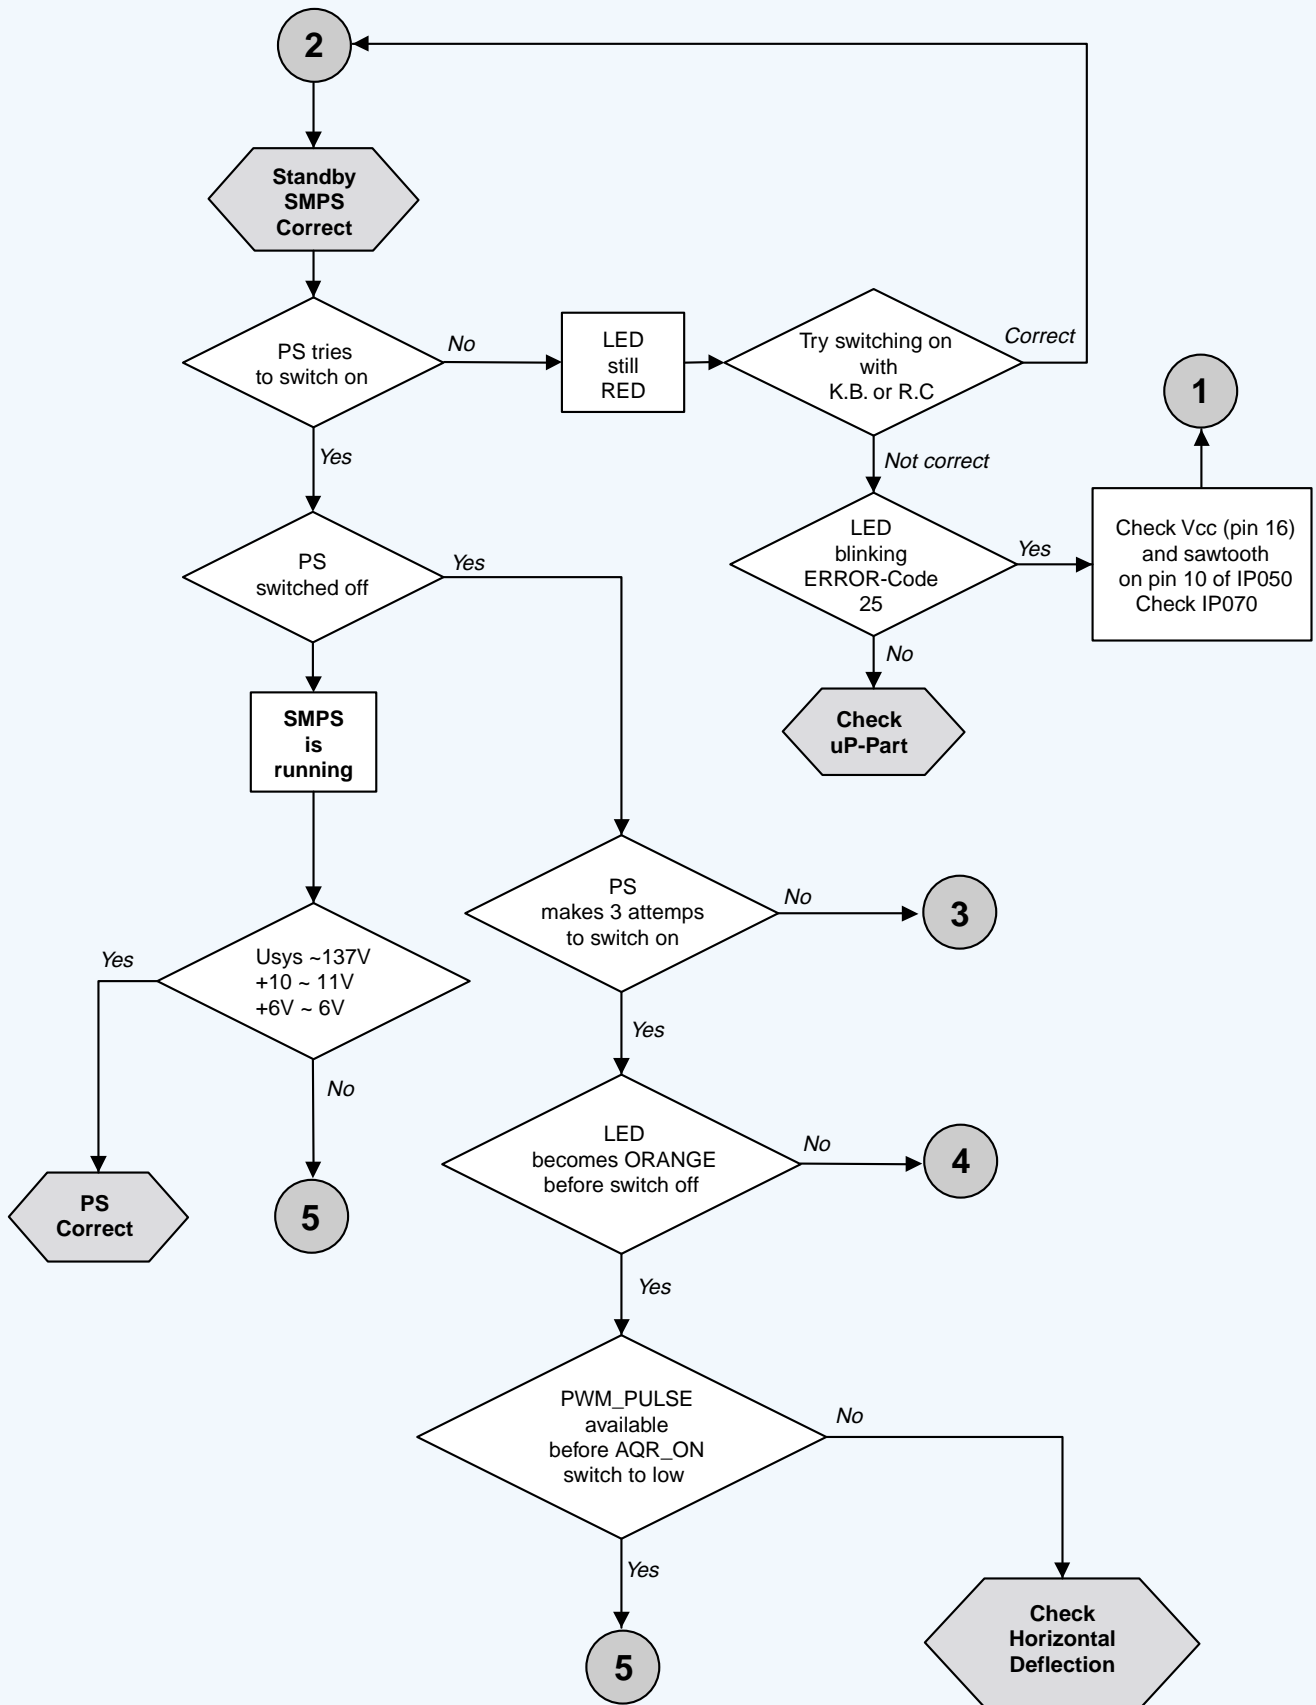 2
Standby
SMPS
Correct
PS tries
to switch on
No
LED
still
RED
Try switching on
with
K.B. or R.C
Correct
1
Yes
Not correct
PS
switched off
Yes
LED
blinking
ERROR-Code
25
Yes
Check Vcc (pin 16)
and sawtooth
on pin 10 of IP050
Check IP070
No
SMPS
is
running
Check
uP-Part
PS
makes 3 attemps
to switch on
No
3
Usys ~137V
+10 ~ 11V
+6V ~ 6V
Yes
No
Yes
LED
becomes ORANGE
before switch off
No
4
PS
Correct
5
Yes
PWM_PULSE
available
before AQR_ON
switch to low
No
Yes
5
Check
Horizontal
Deflection